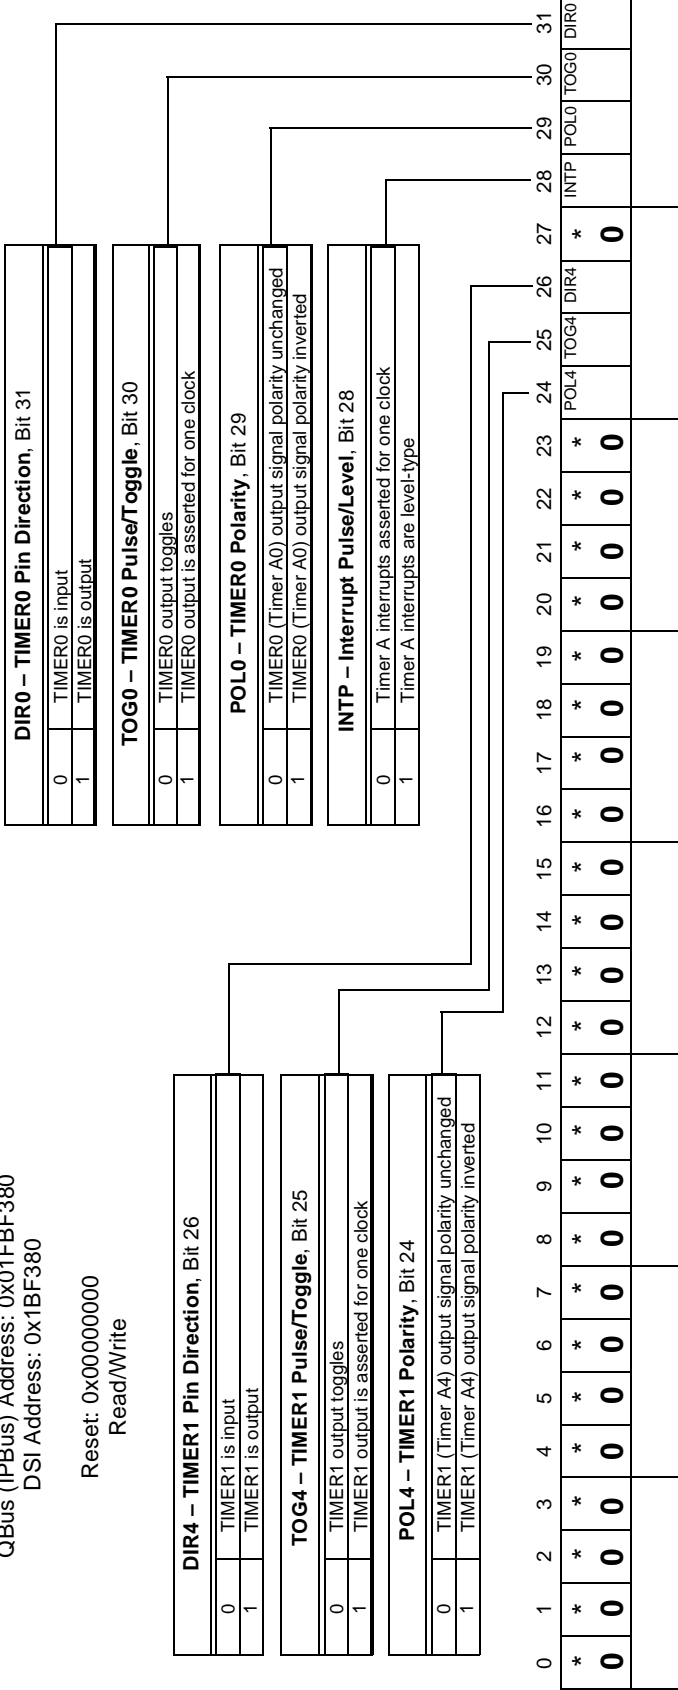 QBus (IPBus) Address: 0x01FBF380
DSI Address: 0x1BF380
Reset: 0x00000000
Read/Write
DIR0 – TIMER0 Pin Direction, Bit 31
0 TIMER0 is input
1 TIMER0 is output
TOG0 – TIMER0 Pulse/Toggle, Bit 30
0 TIMER0 output toggles
1 TIMER0 output is asserted for one clock
POL0 – TIMER0 Polarity, Bit 29
0 TIMER0 (Timer A0) output signal polarity unchanged
1 TIMER0 (Timer A0) output signal polarity inverted
INTP – Interrupt Pulse/Level, Bit 28
0 Timer A interrupts asserted for one clock
1 Timer A interrupts are level-type
DIR4 – TIMER1 Pin Direction, Bit 26
0 TIMER1 is input
1 TIMER1 is output
TOG4 – TIMER1 Pulse/Toggle, Bit 25
0 TIMER1 output toggles
1 TIMER1 output is asserted for one clock
POL4 – TIMER1 Polarity, Bit 24
0 TIMER1 (Timer A4) output signal polarity unchanged
1 TIMER1 (Timer A4) output signal polarity inverted
0 1 2 3 4 5 6 7 8 9 10 11 12 13 14 15 16 17 18 19 20 21 22 23 24 25 26 27 28 29 30 31
* * * * * * * * * * * * * * * * * * * * * * * * POL4 TOG4 DIR4 * INTP POL0 TOG0 DIR0
0 0 0 0 0 0 0 0 0 0 0 0 0 0 0 0 0 0 0 0 0 0 0 0 0